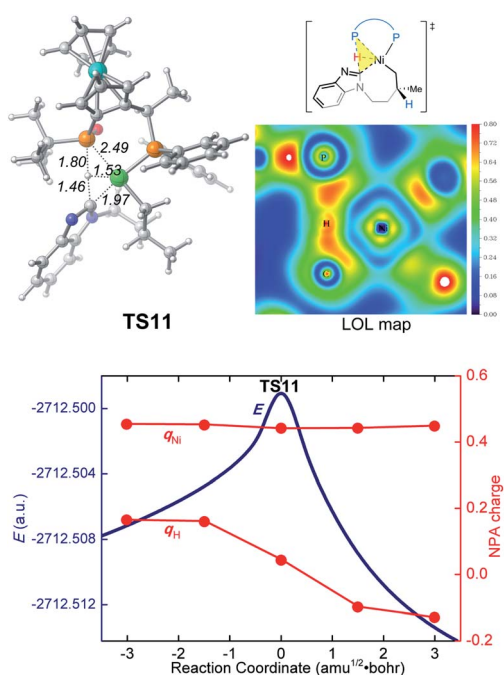 ‡
P
P
H
Ni
N
N
Me
H
2.49
1.80
1.53
1.46
1.97
TS11
P
H
Ni
C
0.80
0.72
0.64
0.56
0.48
0.40
0.32
0.24
0.16
0.08
0.00
LOL map
TS11
E
qNi
qH
-2712.500
-2712.504
-2712.508
-2712.512
E (a.u.)
0.6
0.4
0.2
0.0
-0.2
NPA charge
-3 -2 -1 0 1 2 3
Reaction Coordinate (amu1/2•bohr)